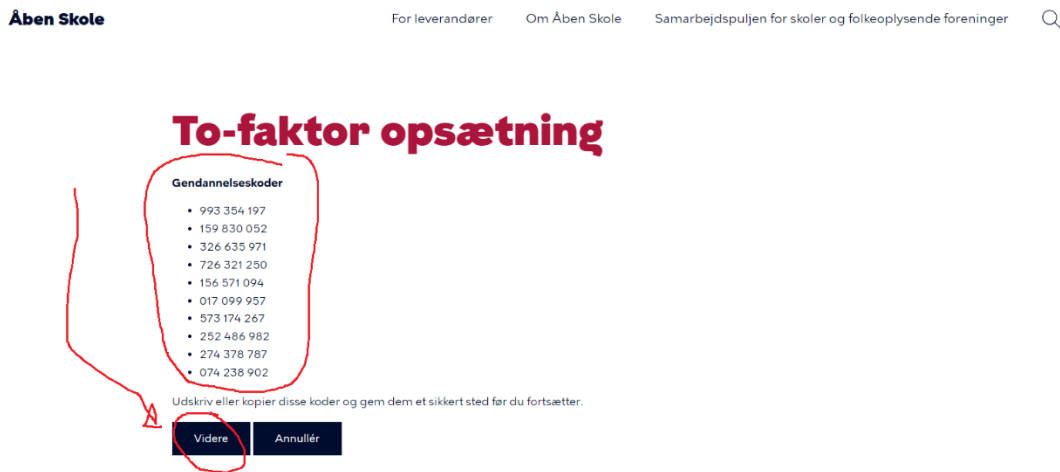 Åben Skole
For leverandører
Om Åben Skole
Samarbejdspuljen for skoler og folkeoplysende foreninger
To-faktor opsætning
Gendannelseskoder
993 354 197
159 830 052
326 635 971
726 321 250
156 571 094
017 099 957
573 174 267
252 486 982
274 378 787
074 238 902
Udskriv eller kopier disse koder og gem dem et sikkert sted før du fortsætter.
Videre
Annullér